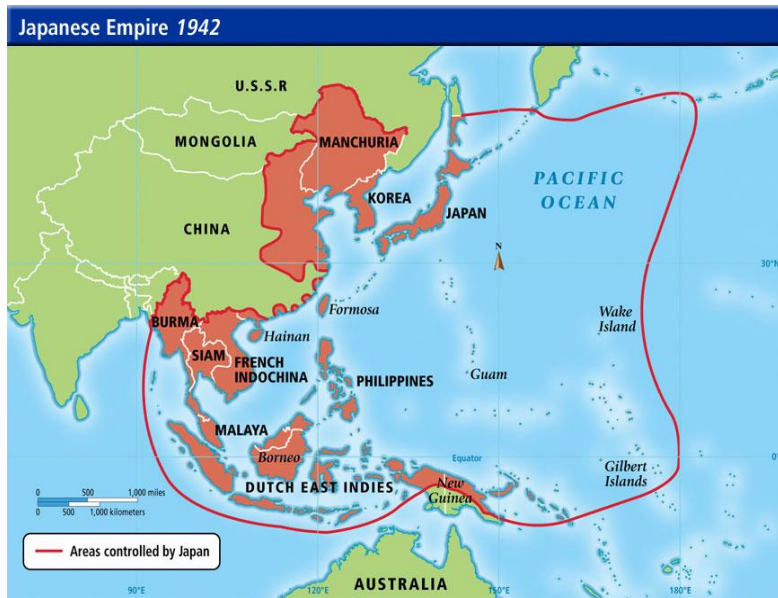 Japanese Empire 1942
U.S.S.R
MONGOLIA
MANCHURIA
KOREA
JAPAN
CHINA
PACIFIC
OCEAN
N
30°N
BURMA
SIAM
FRENCH
INDOCHINA
Hainan
Formosa
PHILIPPINES
Guam
Wake
Island
MALAYA
Borneo
DUTCH EAST INDIES
New
Guinea
Equator
0°
Gilbert
Islands
0 500 1,000 miles
0 500 1,000 kilometers
Areas controlled by Japan
AUSTRALIA
90°E
120°E
150°E
180°E